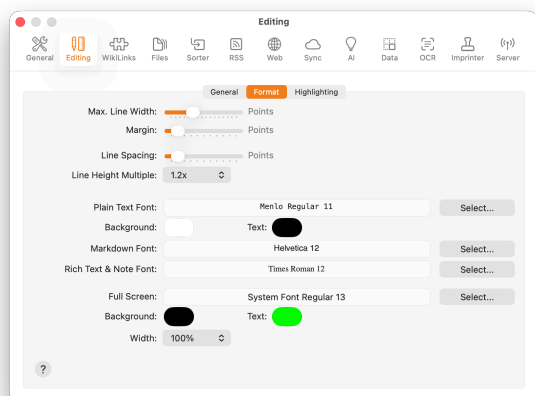 Editing
General Editing WikiLinks Files Sorter RSS Web Sync AI Data OCR Imprinter Server
General Format Highlighting
Max. Line Width: Points
Margin: Points
Line Spacing: Points
Line Height Multiple: 1.2x
Plain Text Font: Menlo Regular 11 Select...
Background: Text:
Markdown Font: Helvetica 12 Select...
Rich Text & Note Font: Times Roman 12 Select...
Full Screen: System Font Regular 13 Select...
Background: Text:
Width: 100%
?